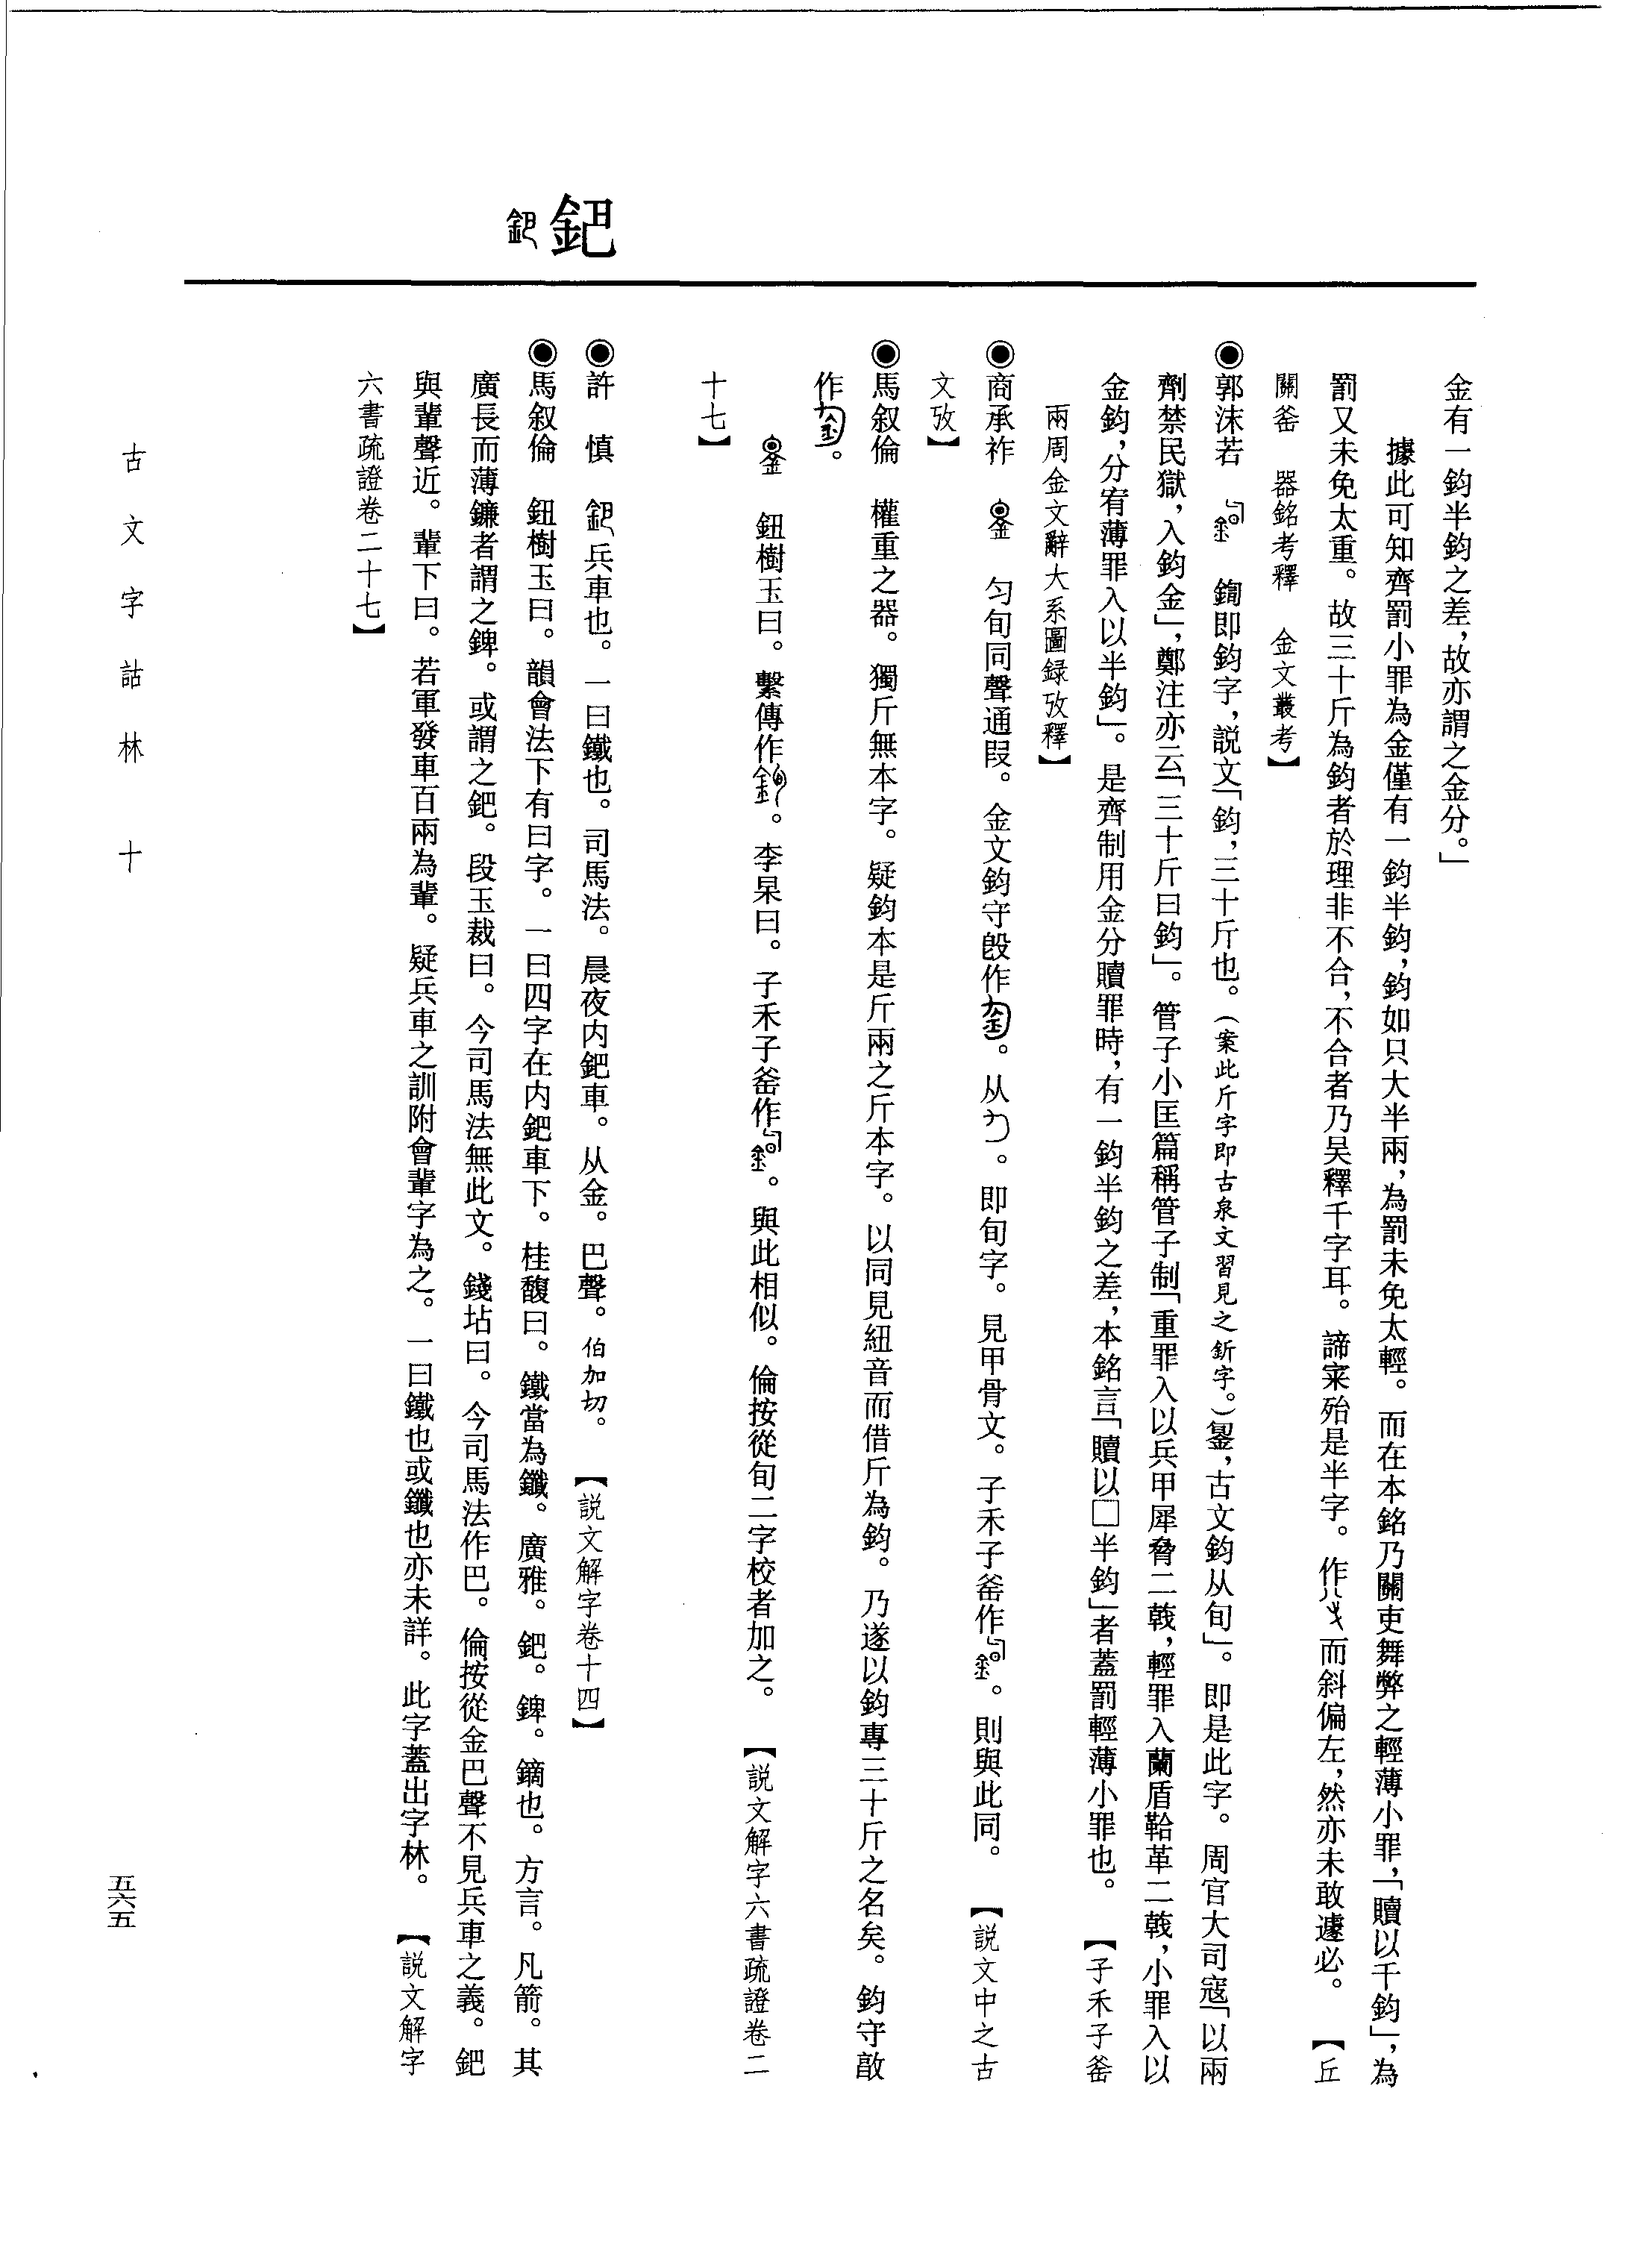 鈀
金有一鈞半鈞之差，故亦謂之金分。」
據此可知齊罰小罪為金僅有一鈞半鈞，鈞如只大半兩，為罰未免太輕。而在本銘乃關吏舞弊之輕薄小罪，「贖以千鈞」，為
罰又未免太重。故三十斤為鈞者於理非不合，不合者乃吴釋千字耳。諦宷殆是半字。作而斜偏左，然亦未敢遽必。　【丘
關釜　器銘考釋　金文叢考】
◉郭沫若　　鍧即鈞字，説文「鈞，三十斤也。（案此斤字即古泉文習見之釿字。）銞，古文鈞从旬」。即是此字。周官大司寇「以兩
劑禁民獄，入鈞金」，鄭注亦云「三十斤曰鈞」。管子小匡篇稱管子制「重罪入以兵甲犀脅二戟，輕罪入蘭盾鞈革二戟，小罪入以
金鈞，分宥薄罪入以半鈞」。是齊制用金分贖罪時，有一鈞半鈞之差，本銘言「贖以□半鈞」者蓋罰輕薄小罪也。　【子禾子釜
兩周金文辭大系圖録攷釋】
◉商承祚　　勻旬同聲通叚。金文鈞守𣪘作。从。即旬字。見甲骨文。子禾子釜作。則與此同。　【説文中之古
文攷】
◉馬叙倫　權重之器。獨斤無本字。疑鈞本是斤兩之斤本字。以同見紐音而借斤為鈞。乃遂以鈞專三十斤之名矣。鈞守𣪘
作。
鈕樹玉曰。繫傳作。李杲曰。子禾子釜作。與此相似。倫按從旬二字校者加之。　【説文解字六書疏證卷二
十七】
◉許　慎　兵車也。一曰鐵也。司馬法。晨夜内鈀車。从金。巴聲。伯加切。　【説文解字卷十四】
◉馬叙倫　鈕樹玉曰。韻會法下有曰字。一曰四字在内鈀車下。桂馥曰。鐵當為鑯。廣雅。鈀。錍。鏑也。方言。凡箭。其
廣長而薄鐮者謂之錍。或謂之鈀。段玉裁曰。今司馬法無此文。錢坫曰。今司馬法作巴。倫按從金巴聲不見兵車之義。鈀
與輩聲近。輩下曰。若軍發車百兩為輩。疑兵車之訓附會輩字為之。一曰鐵也或鑯也亦未詳。此字蓋出字林。　【説文解字
六書疏證卷二十七】
古文字詁林　十
五六五